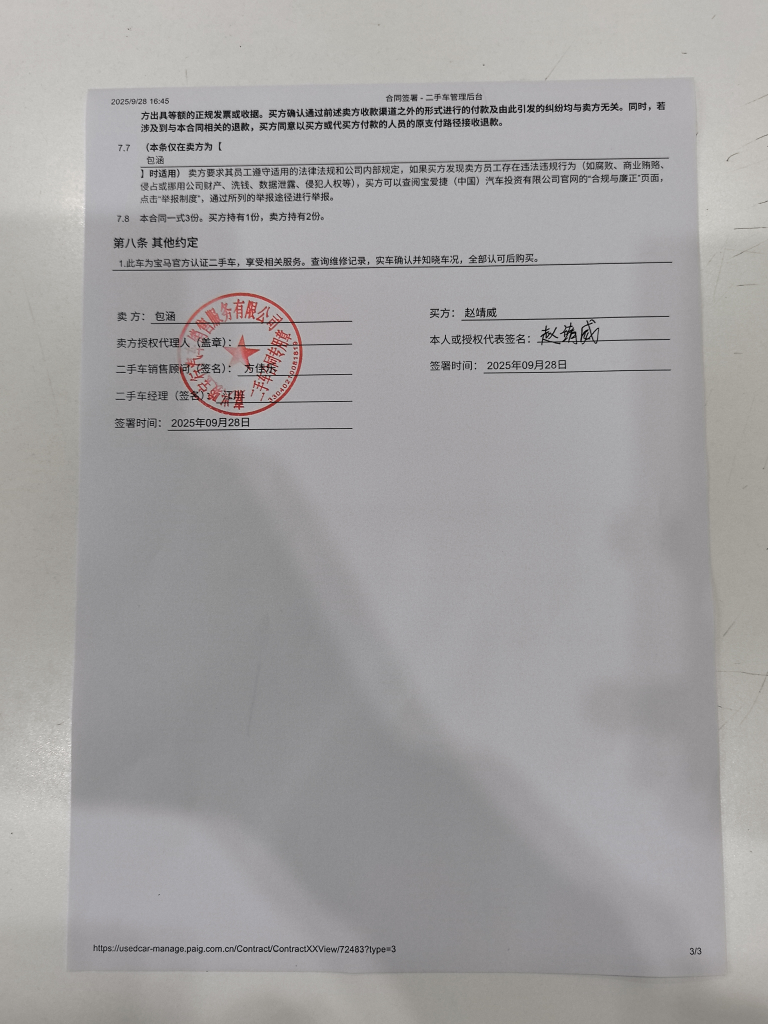 2025/9/28 16:45
合同签署 - 二手车管理后台
方出具等额的正规发票或收据。买方确认通过前述卖方收款渠道之外的形式进行的付款及由此引发的纠纷均与卖方无关。同时，若
涉及到与本合同相关的退款，买方同意以买方或代买方付款的人员的原支付路径接收退款。
7.7 （本条仅在卖方为【
包涵
】时适用） 卖方要求其员工遵守适用的法律法规和公司内部规定，如果买方发现卖方员工存在违法违规行为（如腐败、商业贿赂、
侵占或挪用公司财产、洗钱、数据泄露、侵犯人权等），买方可以查阅宝爱捷（中国）汽车投资有限公司官网的“合规与廉正”页面，
点击“举报制度”，通过所列的举报途径进行举报。
7.8 本合同一式3份。买方持有1份，卖方持有2份。
第八条 其他约定
1.此车为宝马官方认证二手车，享受相关服务。查询维修记录，实车确认并知晓车况，全部认可后购买。
卖 方： 包涵
买方： 赵靖威
卖方授权代理人（盖章）：
本人或授权代表签名：赵靖威
二手车销售顾问（签名）： 方佳乐
签署时间： 2025年09月28日
二手车经理（签名）：
签署时间： 2025年09月28日
销售服务有限公司
二手车合同专用章
https://usedcar-manage.paig.com.cn/Contract/ContractXXView/72483?type=3
3/3